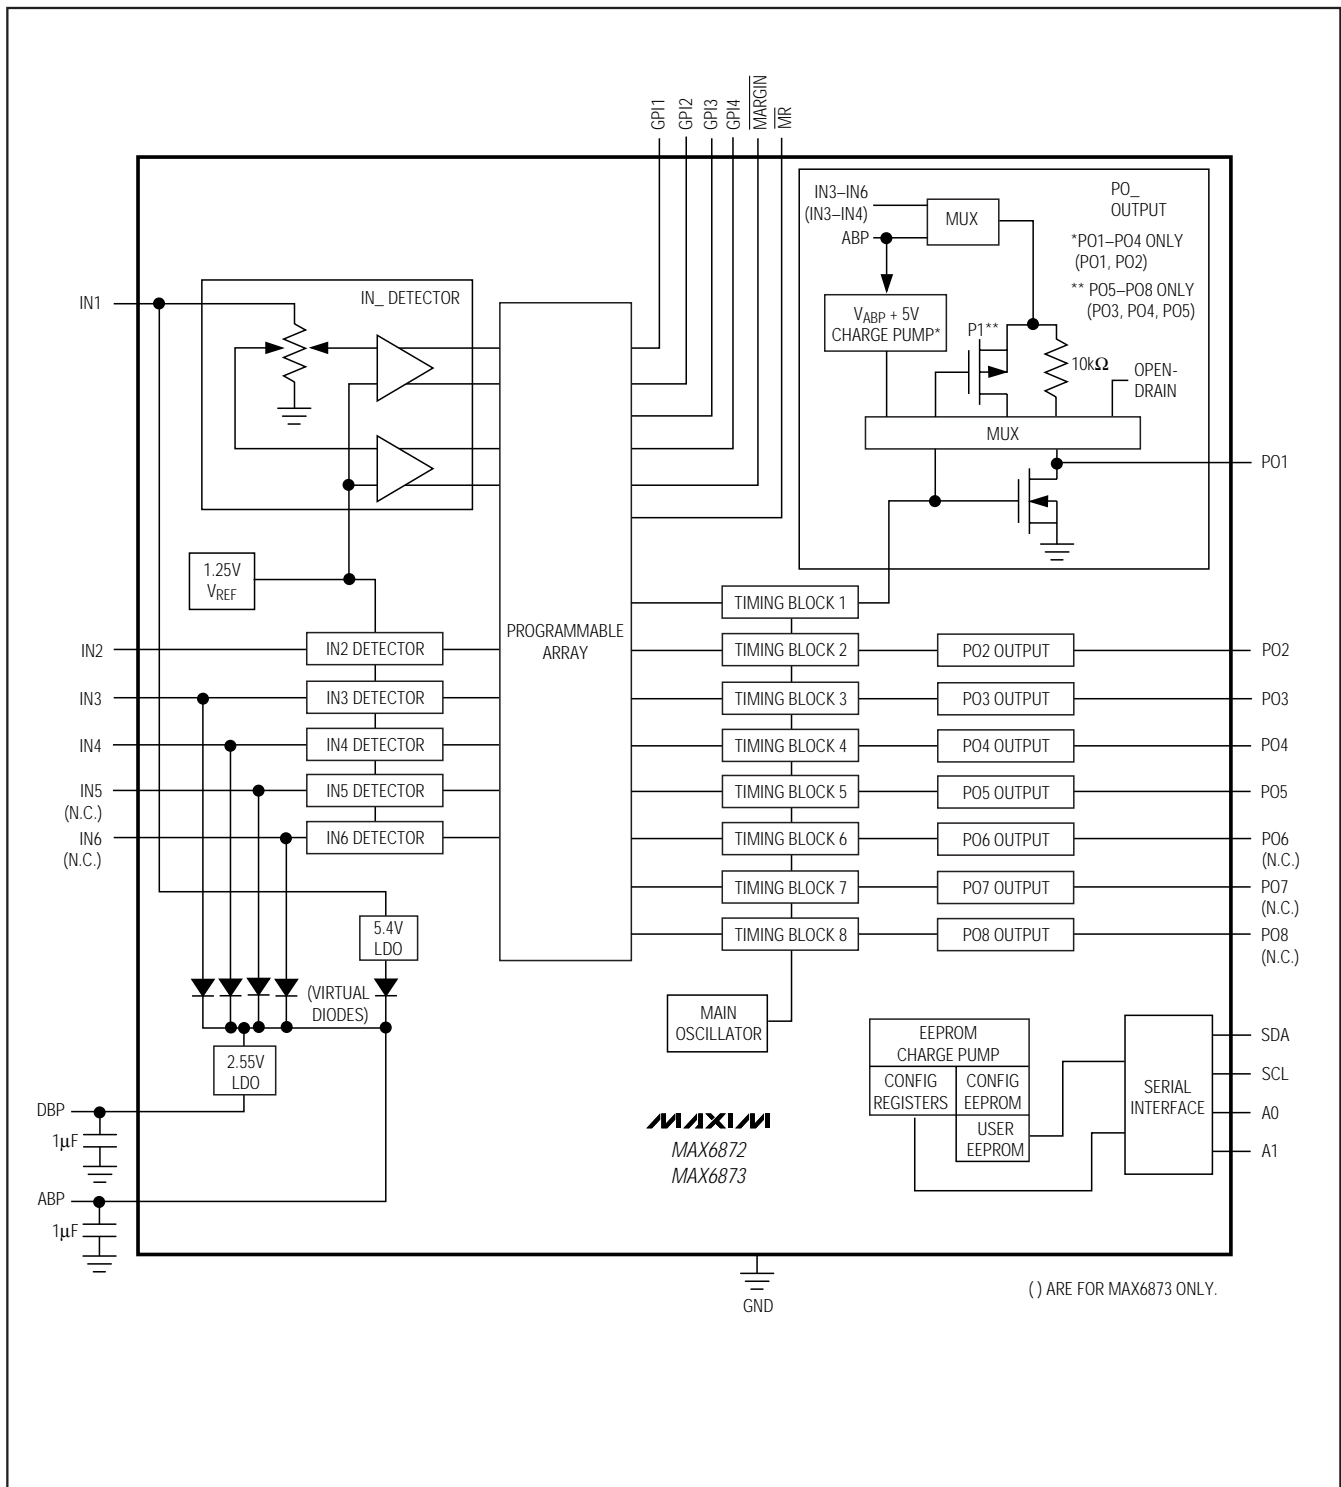 GPI1
GPI2
GPI3
GPI4
MARGIN
MR
IN3–IN6
(IN3–IN4)
ABP
MUX
PO_
OUTPUT
*PO1–PO4 ONLY
(PO1, PO2)
** PO5–PO8 ONLY
(PO3, PO4, PO5)
VABP + 5V
CHARGE PUMP*
P1**
10kΩ
OPEN-
DRAIN
MUX
PO1
IN1
IN_ DETECTOR
1.25V
VREF
PROGRAMMABLE
ARRAY
TIMING BLOCK 1
IN2
IN2 DETECTOR
TIMING BLOCK 2
PO2 OUTPUT
PO2
IN3
IN3 DETECTOR
TIMING BLOCK 3
PO3 OUTPUT
PO3
IN4
IN4 DETECTOR
TIMING BLOCK 4
PO4 OUTPUT
PO4
IN5
(N.C.)
IN5 DETECTOR
TIMING BLOCK 5
PO5 OUTPUT
PO5
IN6
(N.C.)
IN6 DETECTOR
TIMING BLOCK 6
PO6 OUTPUT
PO6
(N.C.)
TIMING BLOCK 7
PO7 OUTPUT
PO7
(N.C.)
TIMING BLOCK 8
PO8 OUTPUT
PO8
(N.C.)
5.4V
LDO
(VIRTUAL
DIODES)
2.55V
LDO
MAIN
OSCILLATOR
EEPROM
CHARGE PUMP
CONFIG
REGISTERS
CONFIG
EEPROM
USER
EEPROM
SERIAL
INTERFACE
SDA
SCL
A0
A1
DBP
1μF
ABP
1μF
MAXIM
MAX6872
MAX6873
GND
( ) ARE FOR MAX6873 ONLY.